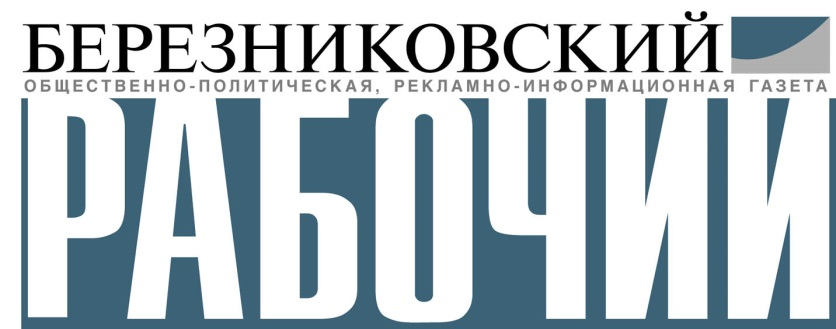 БЕРЕЗНИКОВСКИЙ
ОБЩЕСТВЕННО-ПОЛИТИЧЕСКАЯ, РЕКЛАМНО-ИНФОРМАЦИОННАЯ ГАЗЕТА
РАБОЧИЙ